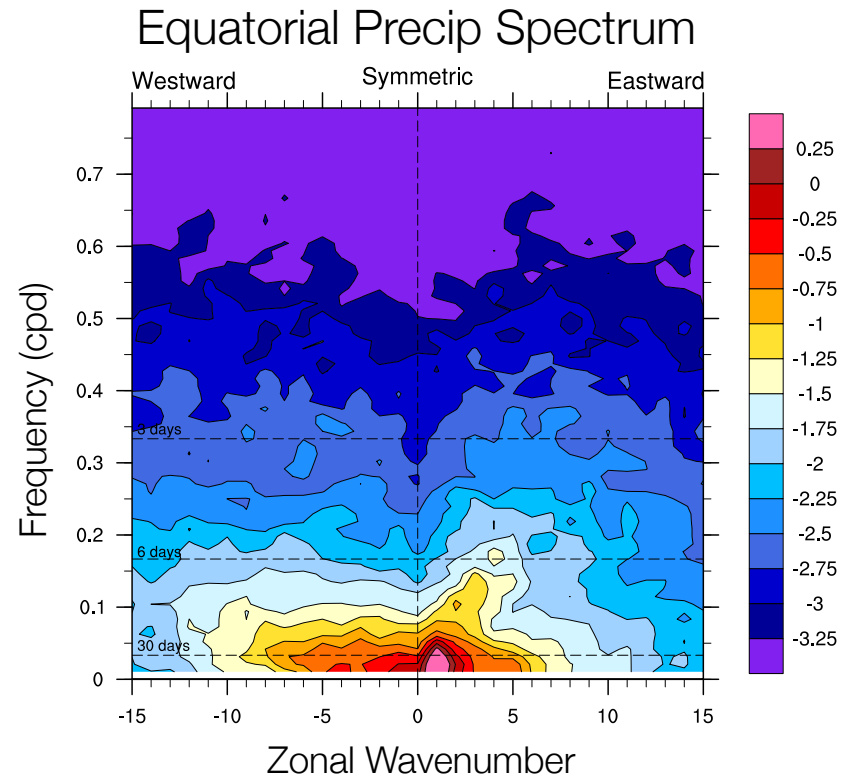 Equatorial Precip Spectrum
Westward Symmetric Eastward
0.7
0.6
0.5
0.4
0.3
0.2
0.1
0
Frequency (cpd)
3 days
6 days
30 days
-15 -10 -5 0 5 10 15
Zonal Wavenumber
0.25
0
-0.25
-0.5
-0.75
-1
-1.25
-1.5
-1.75
-2
-2.25
-2.5
-2.75
-3
-3.25